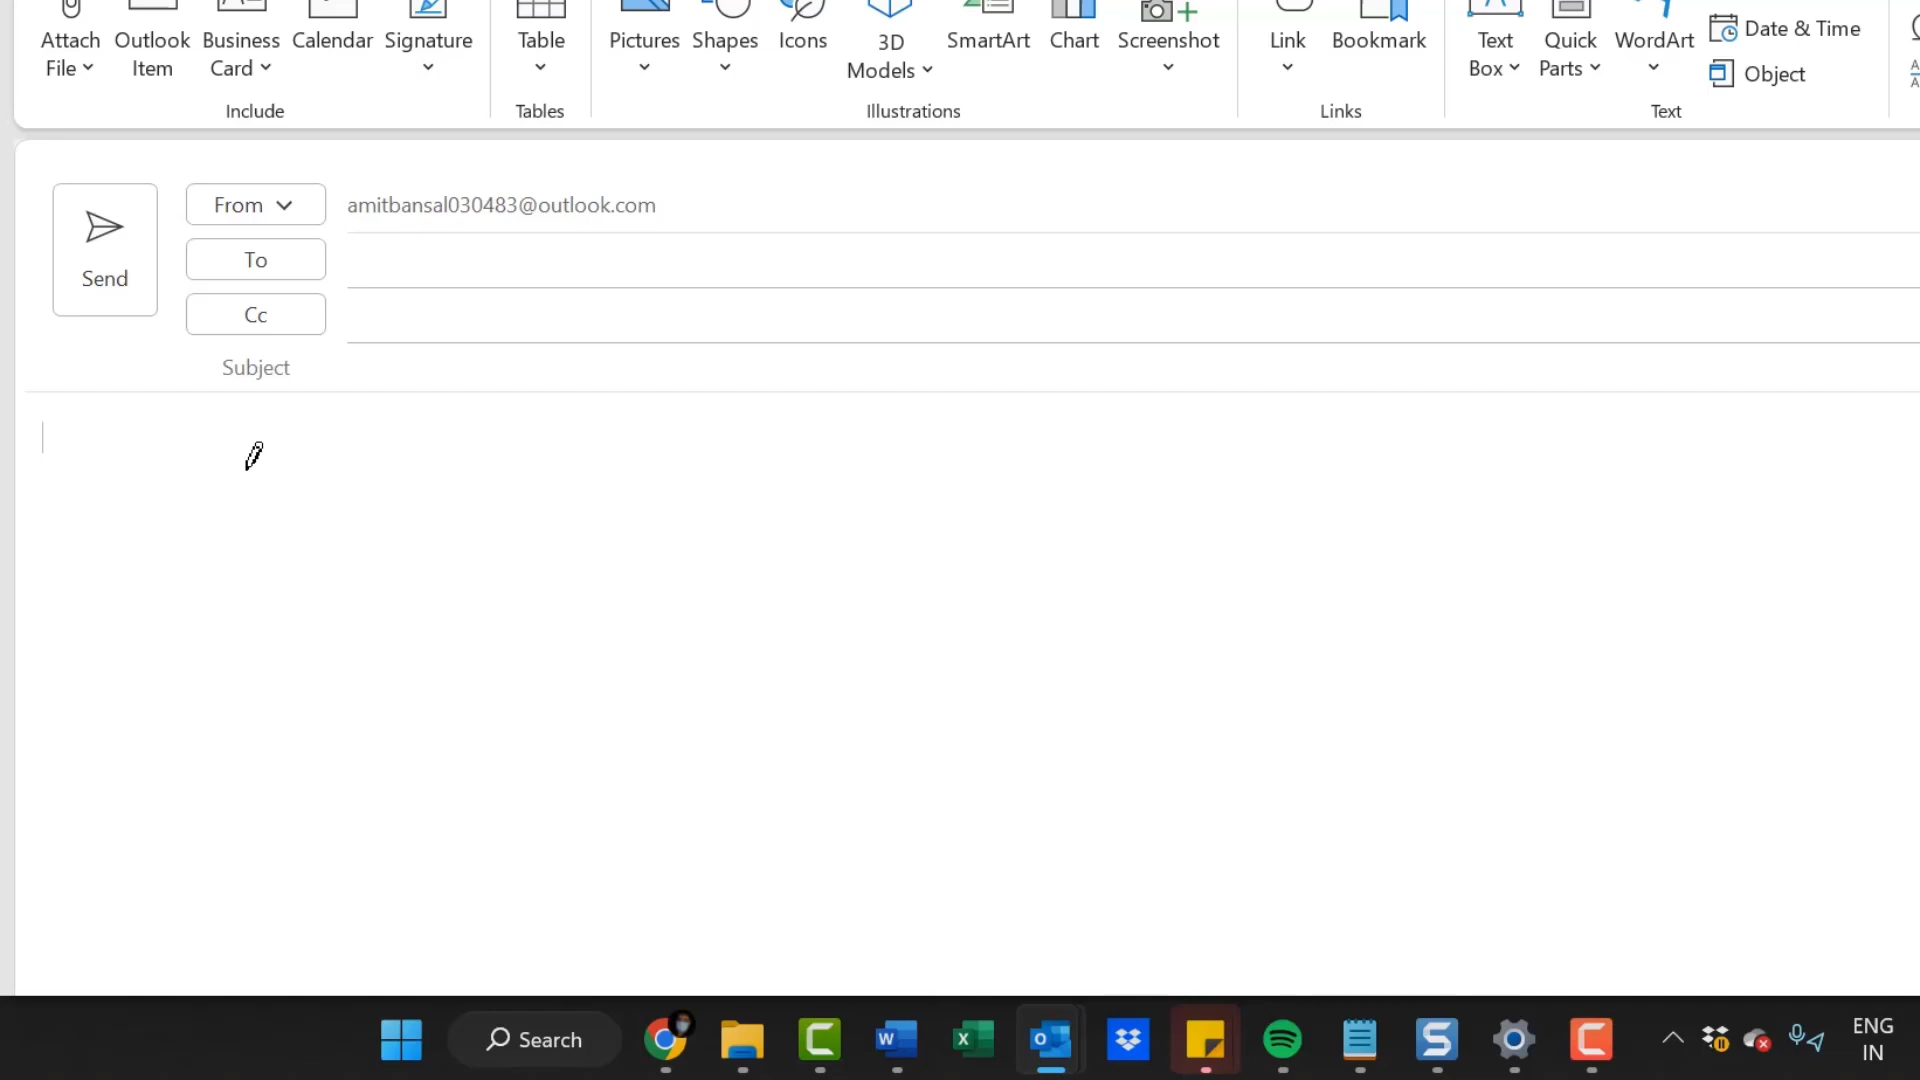 Attach Outlook Business Calendar Signature Table Pictures Shapes Icons 3D SmartArt Chart Screenshot Link Bookmark Text Quick WordArt Date & Time
File Item Card Models Box Parts Object
Include Tables Illustrations Links Text
From amitbansal030483@outlook.com
To
Send
Cc
Subject
Search
ENG
IN